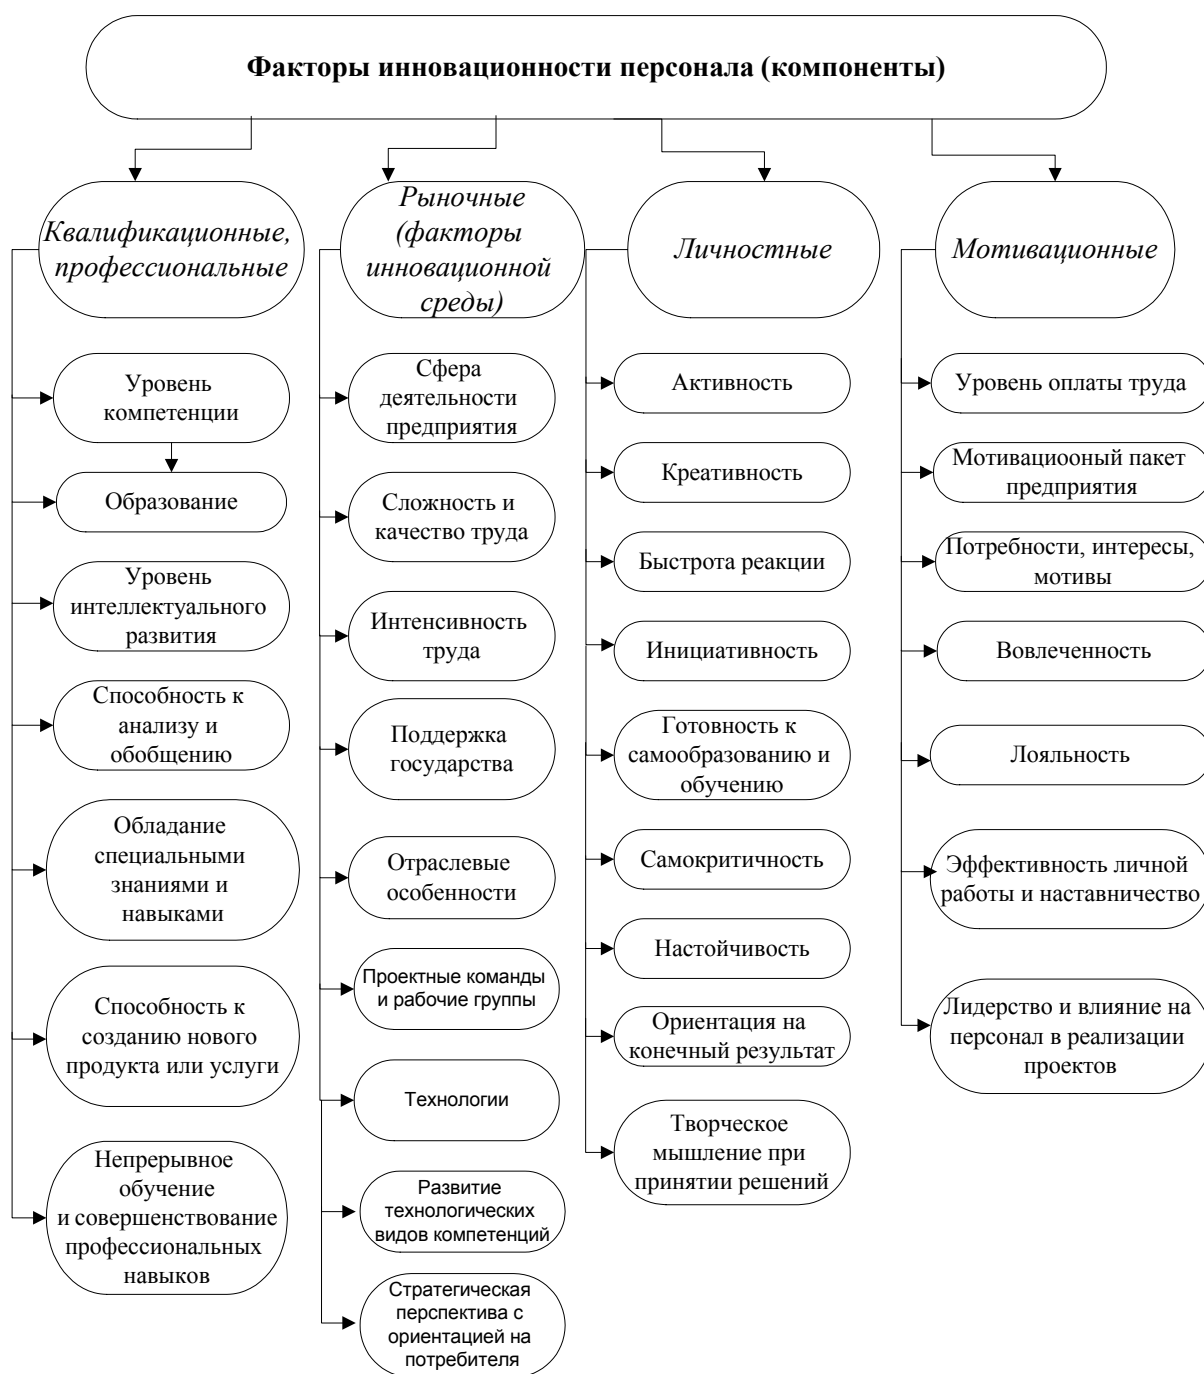 Факторы инновационности персонала (компоненты)
Квалификационные,
профессиональные
Уровень
компетенции
Образование
Уровень
интеллектуального
развития
Способность к
анализу и
обобщению
Обладание
специальными
знаниями и
навыками
Способность к
созданию нового
продукта или услуги
Непрерывное
обучение
и совершенствование
профессиональных
навыков
Рыночные
(факторы
инновационной
среды)
Сфера
деятельности
предприятия
Сложность и
качество труда
Интенсивность
труда
Поддержка
государства
Отраслевые
особенности
Проектные команды
и рабочие группы
Технологии
Развитие
технологических
видов компетенций
Стратегическая
перспектива с
ориентацией на
потребителя
Личностные
Активность
Креативность
Быстрота реакции
Инициативность
Готовность к
самообразованию и
обучению
Самокритичность
Настойчивость
Ориентация на
конечный результат
Творческое
мышление при
принятии решений
Мотивационные
Уровень оплаты труда
Мотивациооный пакет
предприятия
Потребности, интересы,
мотивы
Вовлеченность
Лояльность
Эффективность личной
работы и наставничество
Лидерство и влияние на
персонал в реализации
проектов